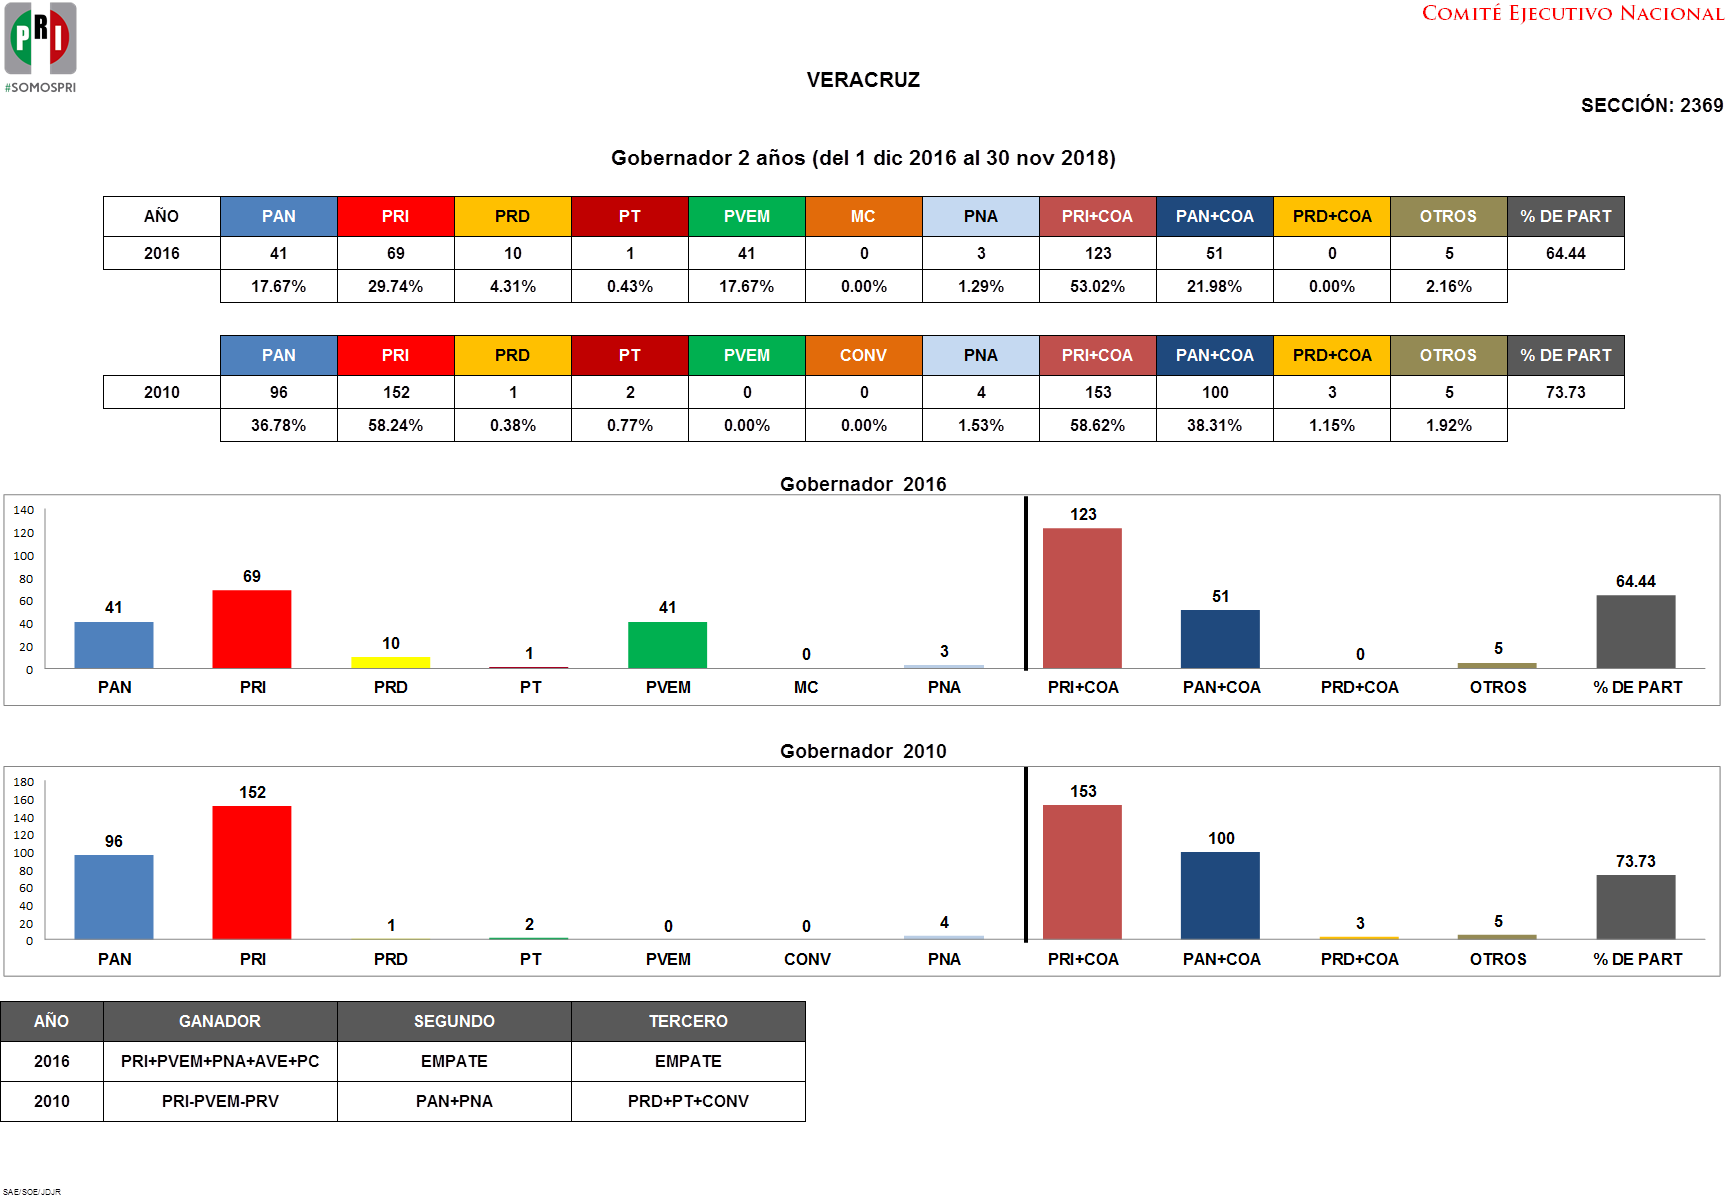 PRI
#SOMOSPRI
COMITÉ EJECUTIVO NACIONAL
VERACRUZ
SECCIÓN: 2369
Gobernador 2 años (del 1 dic 2016 al 30 nov 2018)
AÑO PAN PRI PRD PT PVEM MC PNA PRI+COA PAN+COA PRD+COA OTROS % DE PART
2016 41 69 10 1 41 0 3 123 51 0 5 64.44
17.67% 29.74% 4.31% 0.43% 17.67% 0.00% 1.29% 53.02% 21.98% 0.00% 2.16%
PAN PRI PRD PT PVEM CONV PNA PRI+COA PAN+COA PRD+COA OTROS % DE PART
2010 96 152 1 2 0 0 4 153 100 3 5 73.73
36.78% 58.24% 0.38% 0.77% 0.00% 0.00% 1.53% 58.62% 38.31% 1.15% 1.92%
Gobernador 2016
140
120
100
80
60
40
20
0
41 69 10 1 41 0 3 123 51 0 5 64.44
PAN PRI PRD PT PVEM MC PNA PRI+COA PAN+COA PRD+COA OTROS % DE PART
Gobernador 2010
180
160
140
120
100
80
60
40
20
0
96 152 1 2 0 0 4 153 100 3 5 73.73
PAN PRI PRD PT PVEM CONV PNA PRI+COA PAN+COA PRD+COA OTROS % DE PART
AÑO GANADOR SEGUNDO TERCERO
2016 PRI+PVEM+PNA+AVE+PC EMPATE EMPATE
2010 PRI-PVEM-PRV PAN+PNA PRD+PT+CONV
SAE/SOE/JDJR